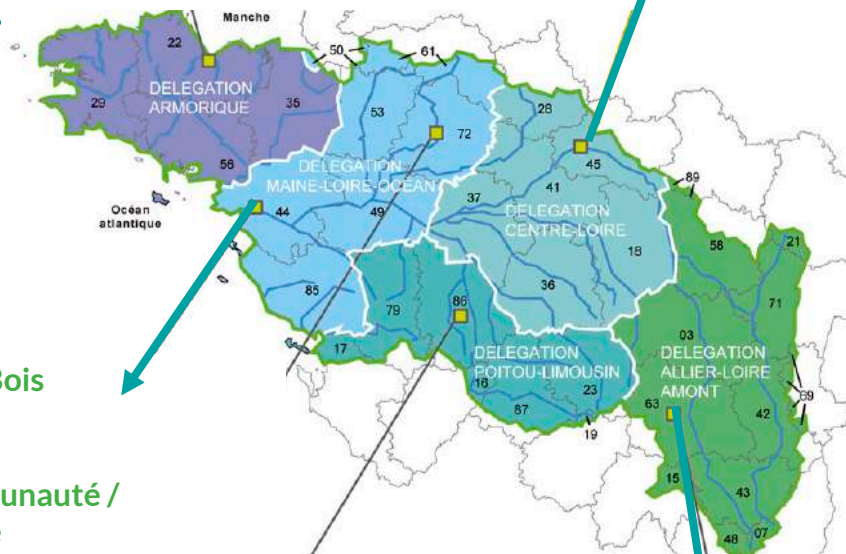 Manche
22
DELEGATION
ARMORIQUE
29
35
56
50
61
53
72
DELEGATION
MAINE-LOIRE-OCEAN
44
49
85
Océan
atlantique
28
45
41
37
DELEGATION
CENTRE-LOIRE
18
36
89
79
86
17
DELEGATION
POITOU-LIMOUSIN
16
23
87
19
58
21
71
03
DELEGATION
ALLIER-LOIRE
AMONT
63
42
69
15
43
48
07
Bois
unauté /